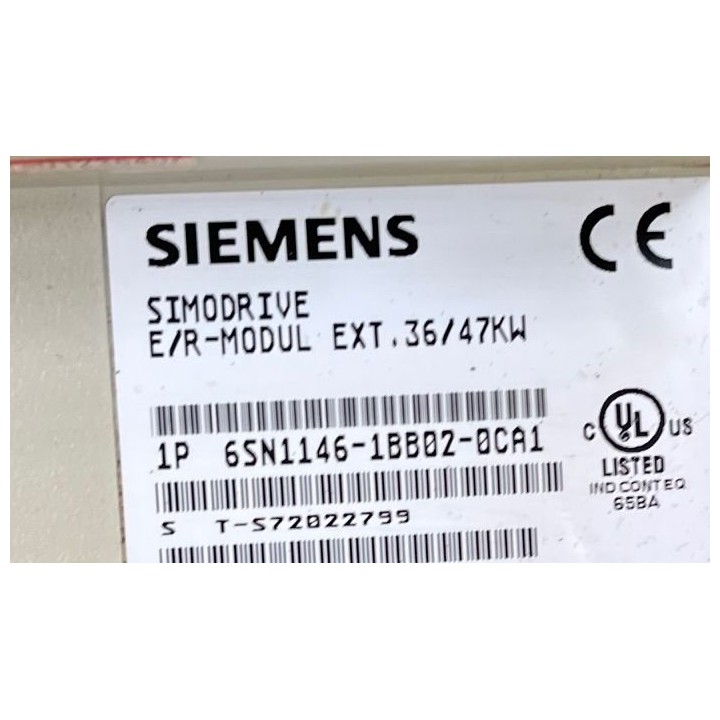 SIEMENS
CE
SIMODRIVE
E/R-MODUL EXT.36/47KW
1P 6SN1146-1BB02-0CA1
C UL US
LISTED
IND CONT EQ
65BA
S T-S72022799